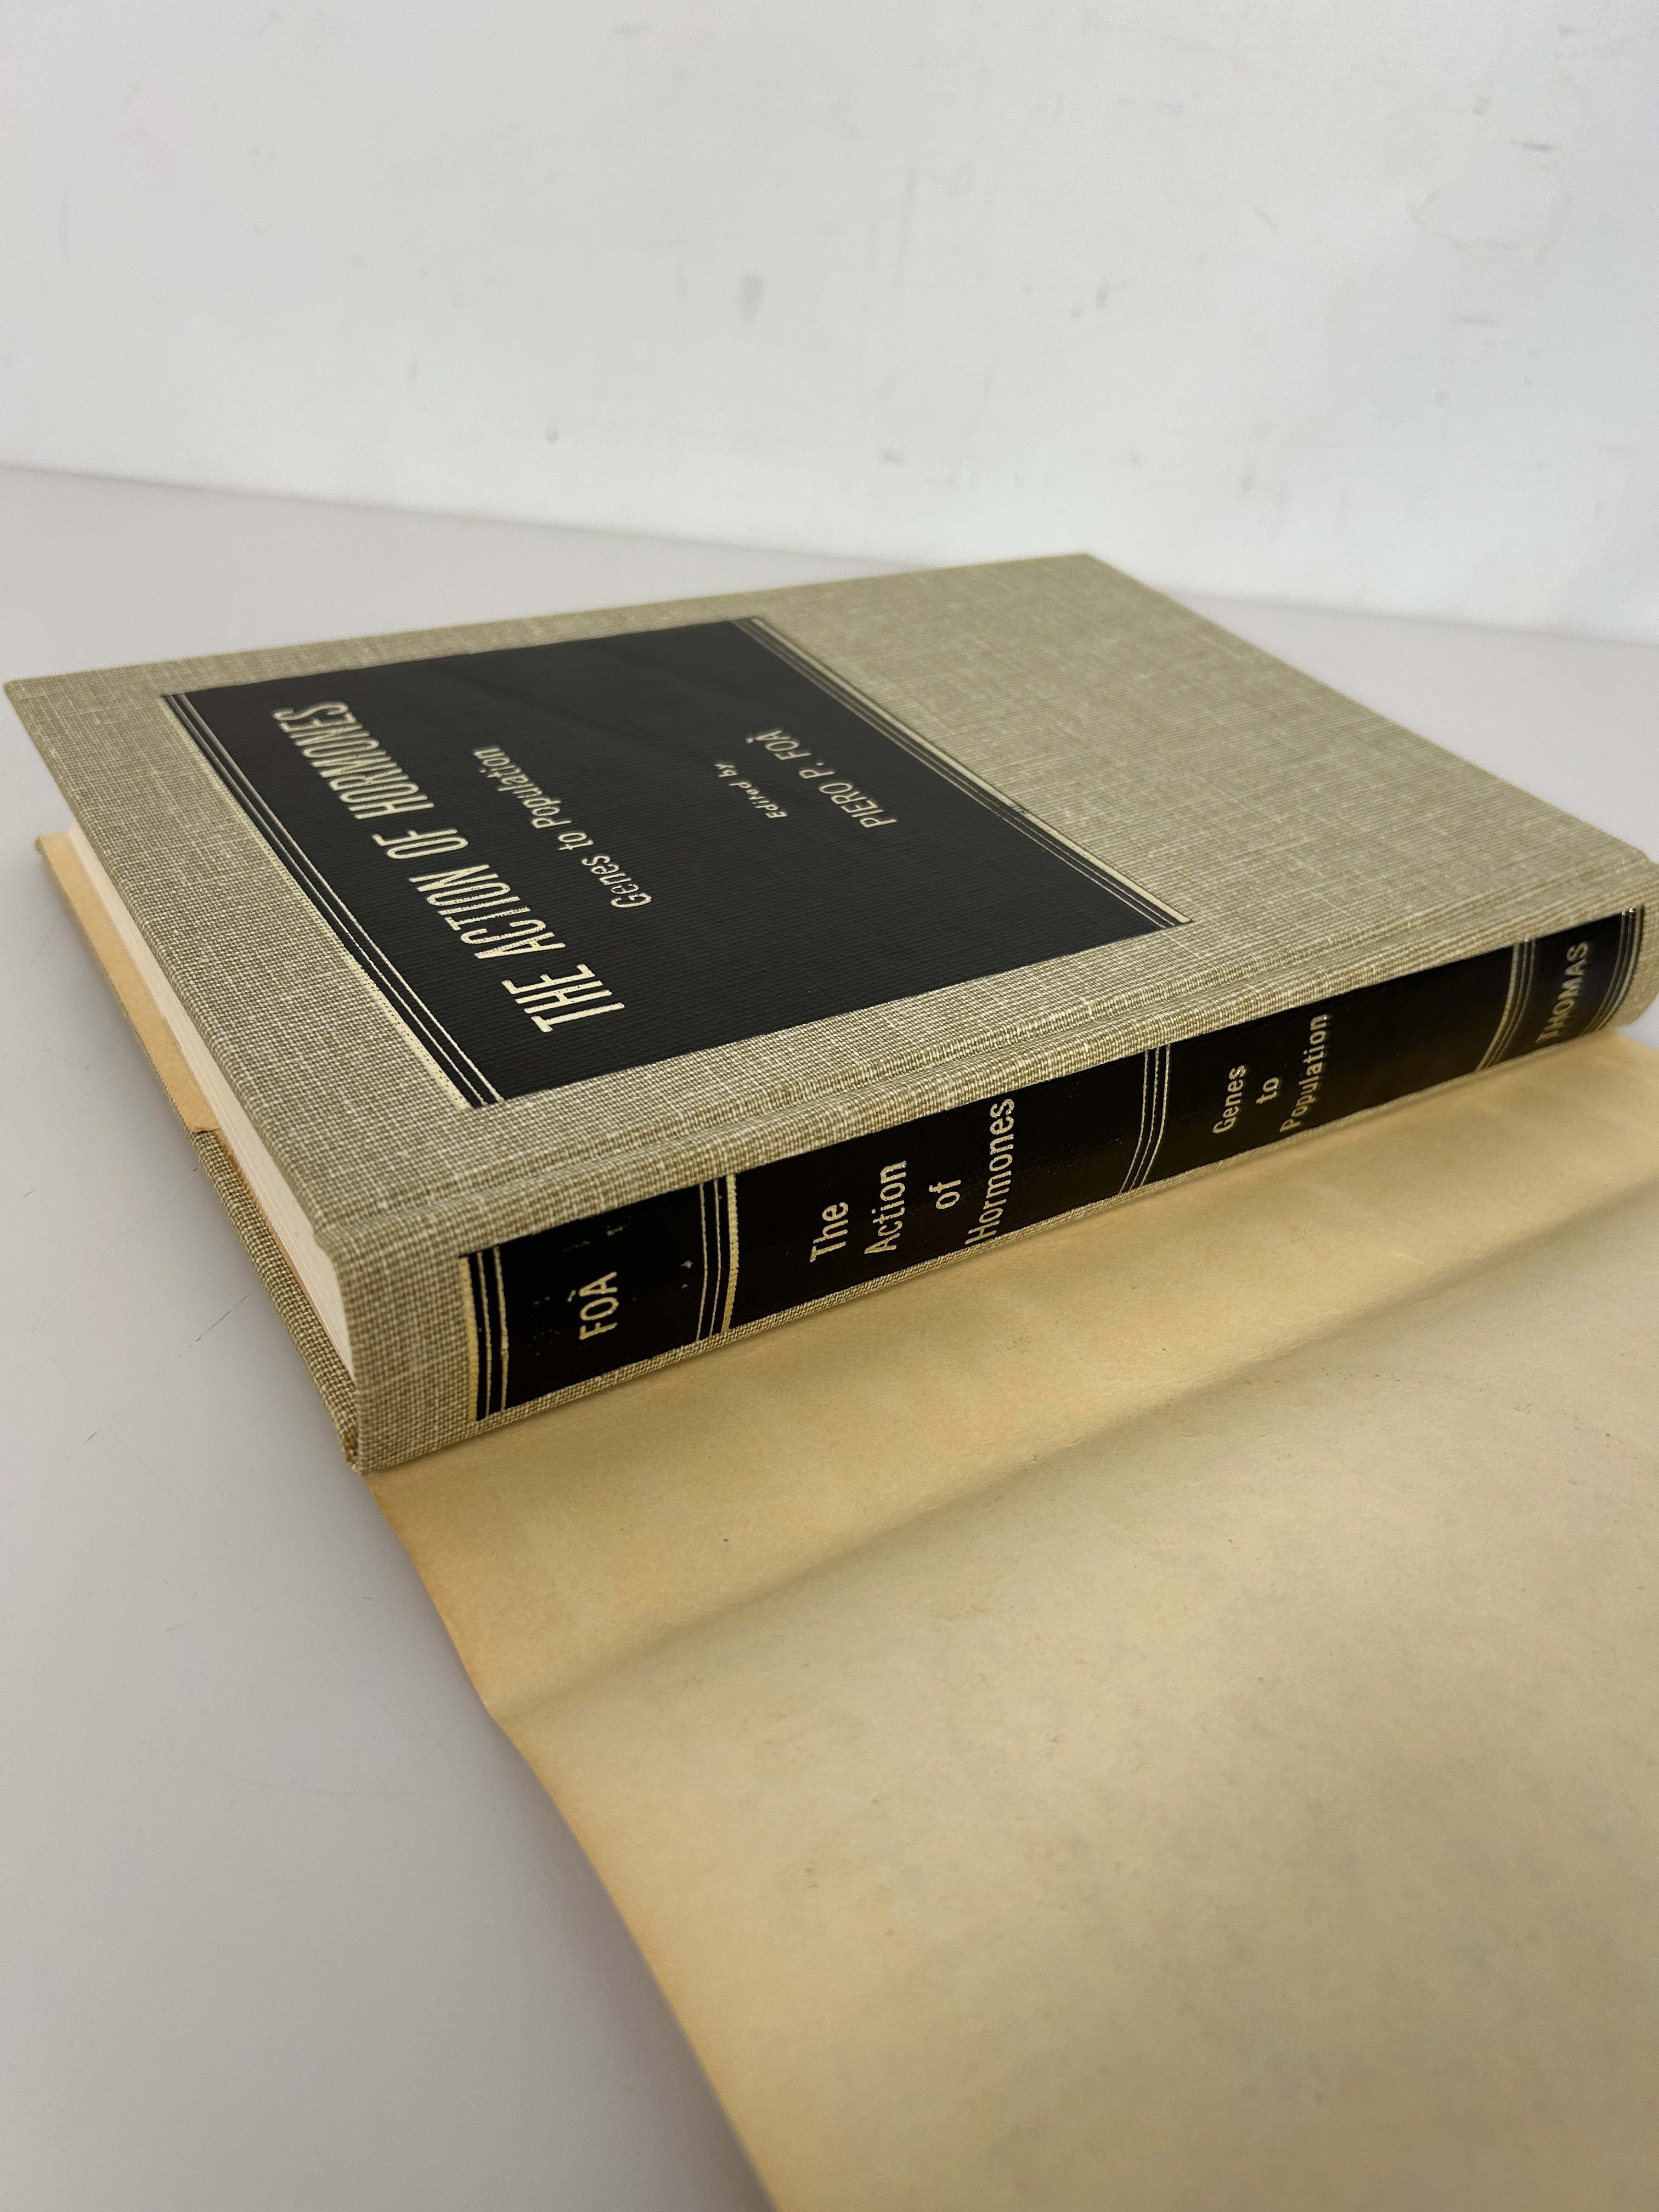 THE ACTION OF HORMONES
Genes to Population
Edited by
PIERO P. FOÀ
FOÀ
The
Action
of
Hormones
Genes
to
Population
THOMAS